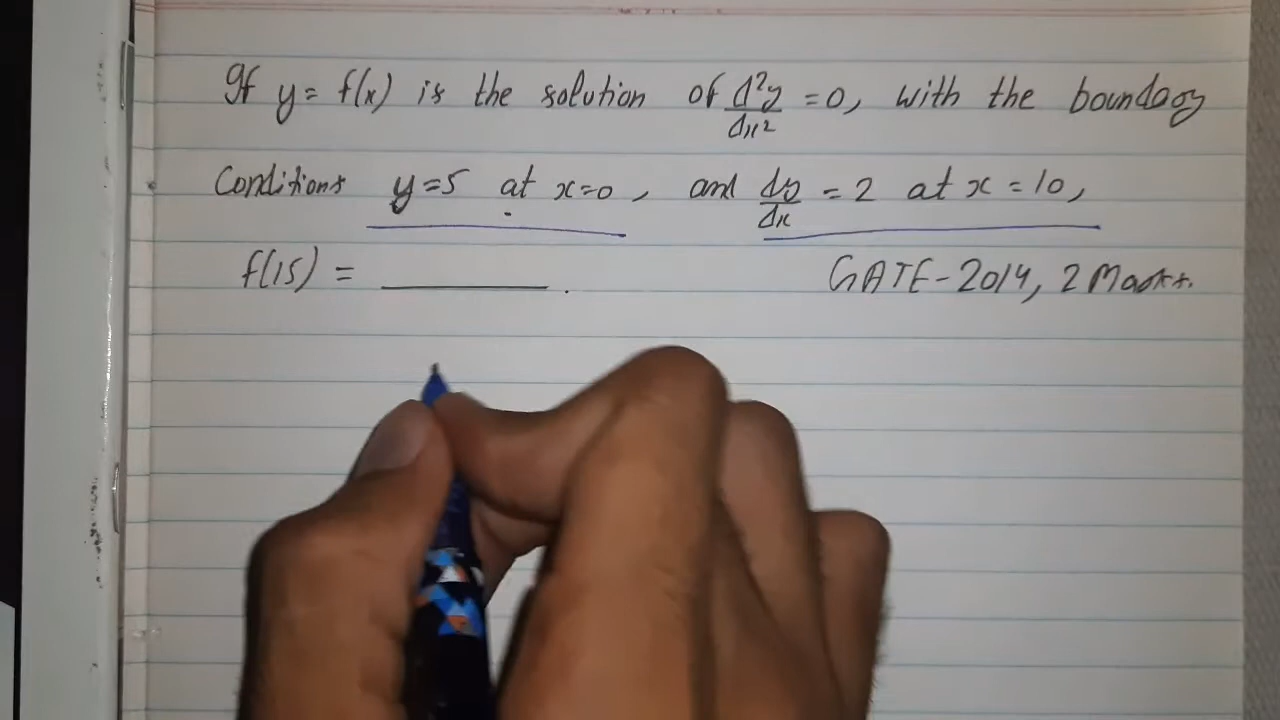 If y = f(x) is the solution of d²y/dx² = 0, with the boundary
Conditions y=5 at x=0, and dy/dx = 2 at x = 10,
f(15) = ________.
GATE-2014, 2 Marks.